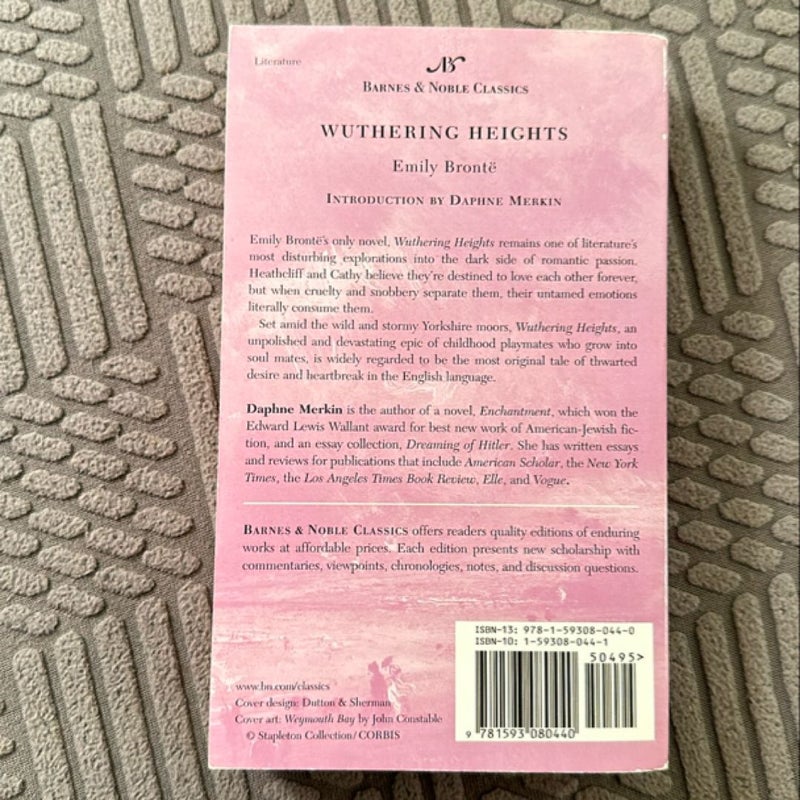 Literature
BARNES & NOBLE CLASSICS
WUTHERING HEIGHTS
Emily Brontë
INTRODUCTION BY DAPHNE MERKIN
Emily Brontë's only novel, Wuthering Heights remains one of literature's
most disturbing explorations into the dark side of romantic passion.
Heathcliff and Cathy believe they're destined to love each other forever,
but when cruelty and snobbery separate them, their untamed emotions
literally consume them.
Set amid the wild and stormy Yorkshire moors, Wuthering Heights, an
unpolished and devastating epic of childhood playmates who grow into
soul mates, is widely regarded to be the most original tale of thwarted
desire and heartbreak in the English language.
Daphne Merkin is the author of a novel, Enchantment, which won the
Edward Lewis Wallant award for best new work of American-Jewish fic-
tion, and an essay collection, Dreaming of Hitler. She has written essays
and reviews for publications that include American Scholar, the New York
Times, the Los Angeles Times Book Review, Elle, and Vogue.
BARNES & NOBLE CLASSICS offers readers quality editions of enduring
works at affordable prices. Each edition presents new scholarship with
commentaries, viewpoints, chronologies, notes, and discussion questions.
ISBN-13: 978-1-59308-044-0
ISBN-10: 1-59308-044-1
50495>
9 781593 080440
www.bn.com/classics
Cover design: Dutton & Sherman
Cover art: Weymouth Bay by John Constable
© Stapleton Collection/CORBIS